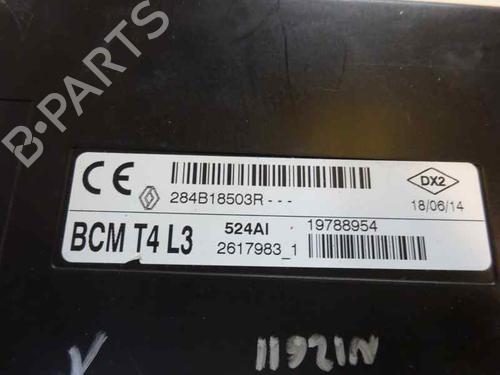 B-PARTS
CE
284B18503R - - -
DX2
18/06/14
BCM T4 L3
524AI
19788954
2617983_1